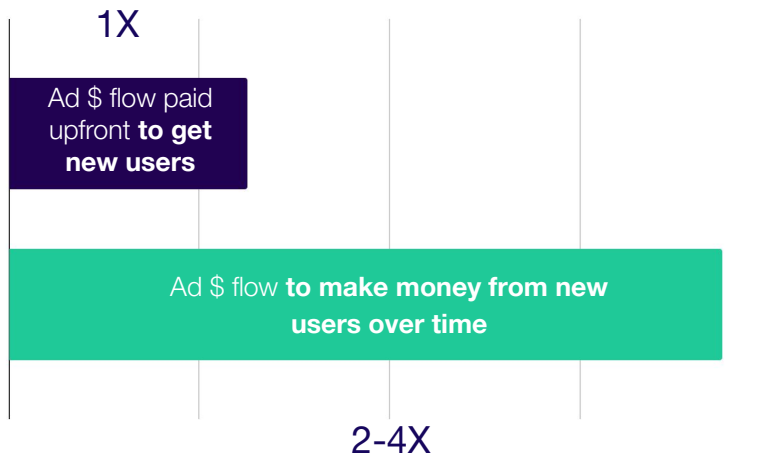 1X
Ad $ flow paid
upfront to get
new users
Ad $ flow to make money from new
users over time
2-4X